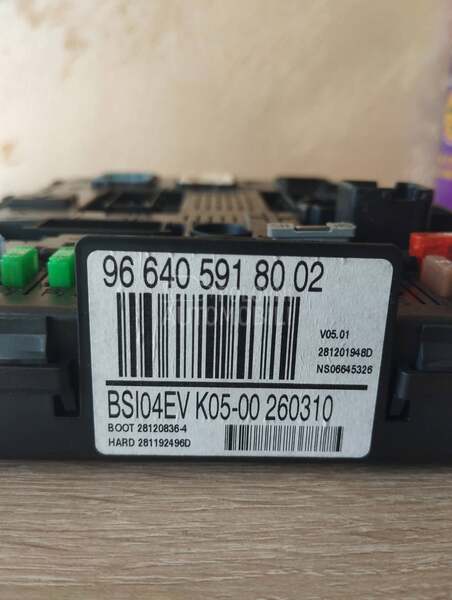 96 640 591 80 02
V05.01
281201948D
NS06645326
BSI04EV K05-00 260310
BOOT 28120836-4
HARD 281192496D